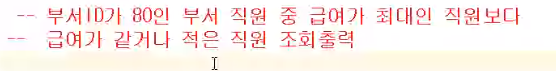 -- 부서ID가 80인 부서 직원 중 급여가 최대인 직원보다
-- 급여가 같거나 적은 직원 조회출력